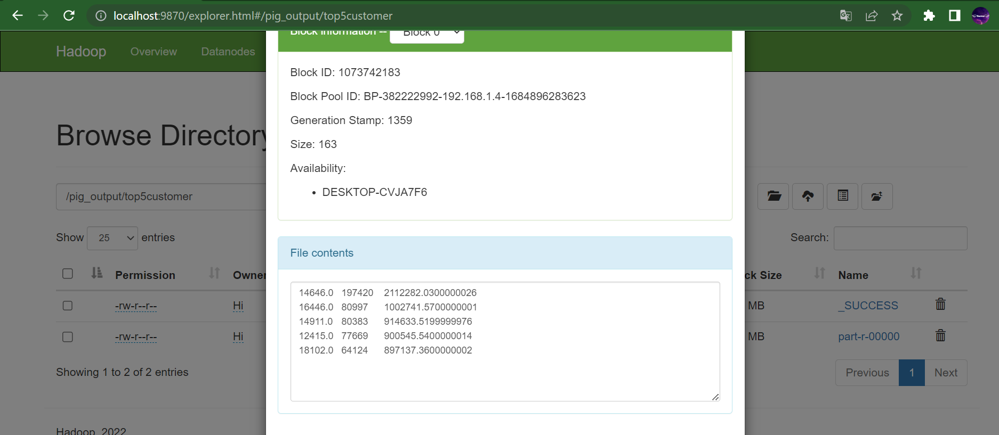 localhost:9870/explorer.html#/pig_output/top5customer
Hadoop Overview Datanodes
Block information -- Block 0
Block ID: 1073742183
Block Pool ID: BP-382222992-192.168.1.4-1684896283623
Generation Stamp: 1359
Size: 163
Availability:
• DESKTOP-CVJA7F6
Browse Directory
/pig_output/top5customer
Show 25 entries
Search:
Permission Owner ck Size Name
-rw-r--r-- Hi MB _SUCCESS
-rw-r--r-- Hi MB part-r-00000
Showing 1 to 2 of 2 entries
Previous 1 Next
File contents
14646.0 197420 2112282.0300000026
16446.0 80997 1002741.5700000001
14911.0 80383 914633.5199999976
12415.0 77669 900545.5400000014
18102.0 64124 897137.3600000002
Hadoop, 2022